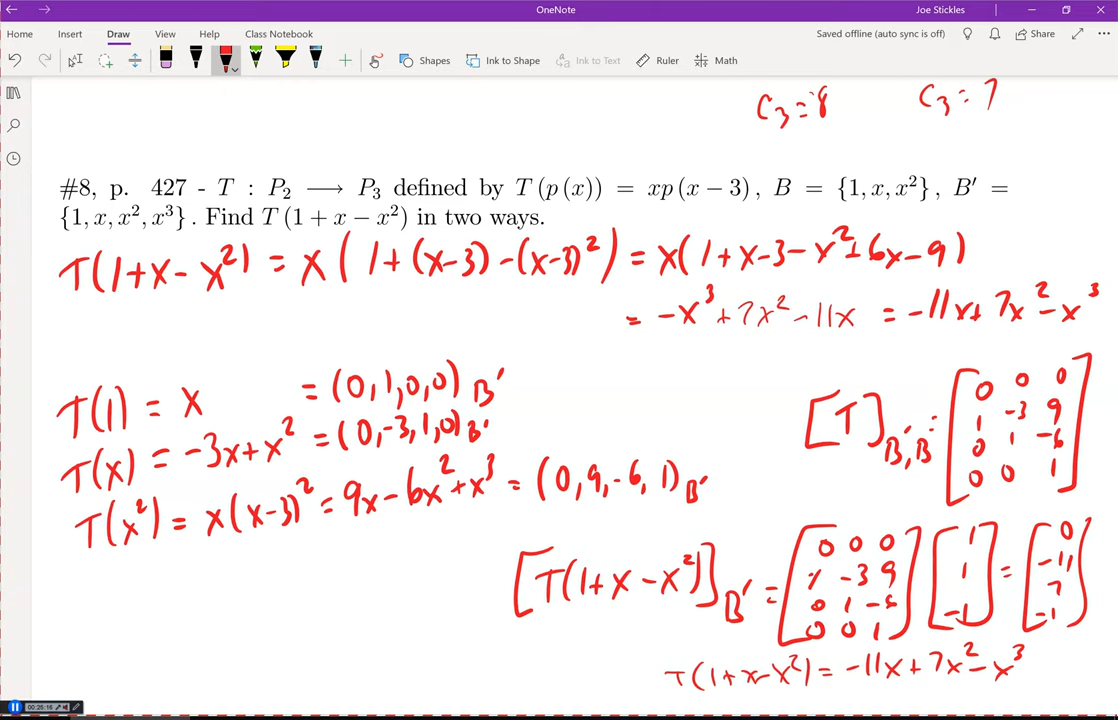 OneNote
Joe Stickles
Home Insert Draw View Help Class Notebook
Saved offline (auto sync is off) Share
Shapes Ink to Shape Ink to Text Ruler Math
C₃ = 8 C₃ = 7
#8, p. 427 - T : P₂ ⟶ P₃ defined by T(p(x)) = xp(x − 3), B = {1, x, x²}, B′ =
{1, x, x², x³}. Find T(1 + x − x²) in two ways.
T(1+x−x²) = x(1+(x−3)−(x−3)²) = x(1+x−3−x²+6x−9)
= −x³+7x²−11x = −11x+7x²−x³
T(1) = x = (0,1,0,0)B′
T(x) = −3x+x² = (0,−3,1,0)B′
T(x²) = x(x−3)² = 9x−6x²+x³ = (0,9,−6,1)B′
[T]B′,B =
0 0 0
1 −3 9
0 1 −6
0 0 1
[T(1+x−x²)]B′ =
0 0 0 1 = 0
1 −3 9 1 −11
0 1 −6 −1 7
0 0 1 −1
T(1+x−x²) = −11x+7x²−x³
00:25:16